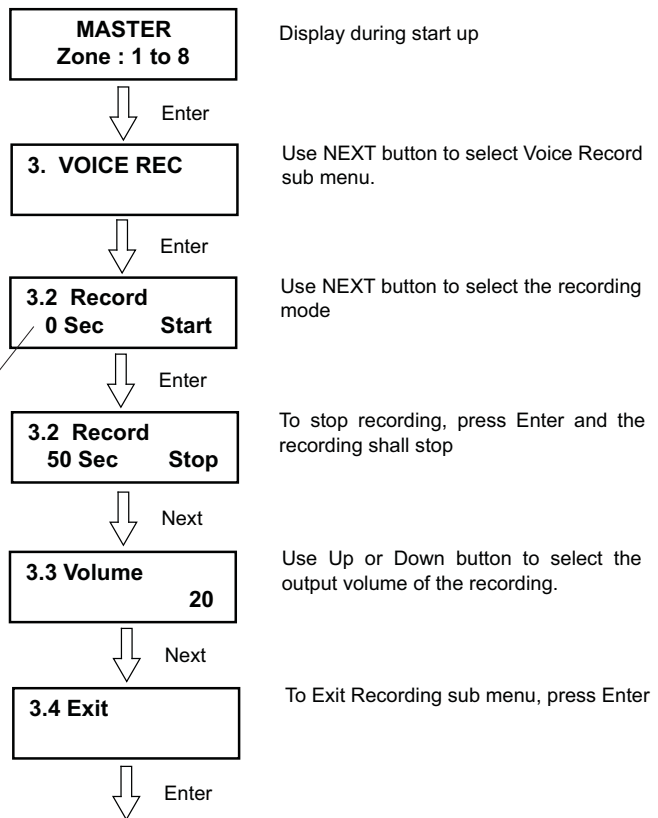 MASTER
Zone : 1 to 8
Display during start up
Enter
3. VOICE REC
Use NEXT button to select Voice Record
sub menu.
Enter
3.2 Record
0 Sec Start
Use NEXT button to select the recording
mode
Enter
3.2 Record
50 Sec Stop
To stop recording, press Enter and the
recording shall stop
Next
3.3 Volume
20
Use Up or Down button to select the
output volume of the recording.
Next
3.4 Exit
To Exit Recording sub menu, press Enter
Enter